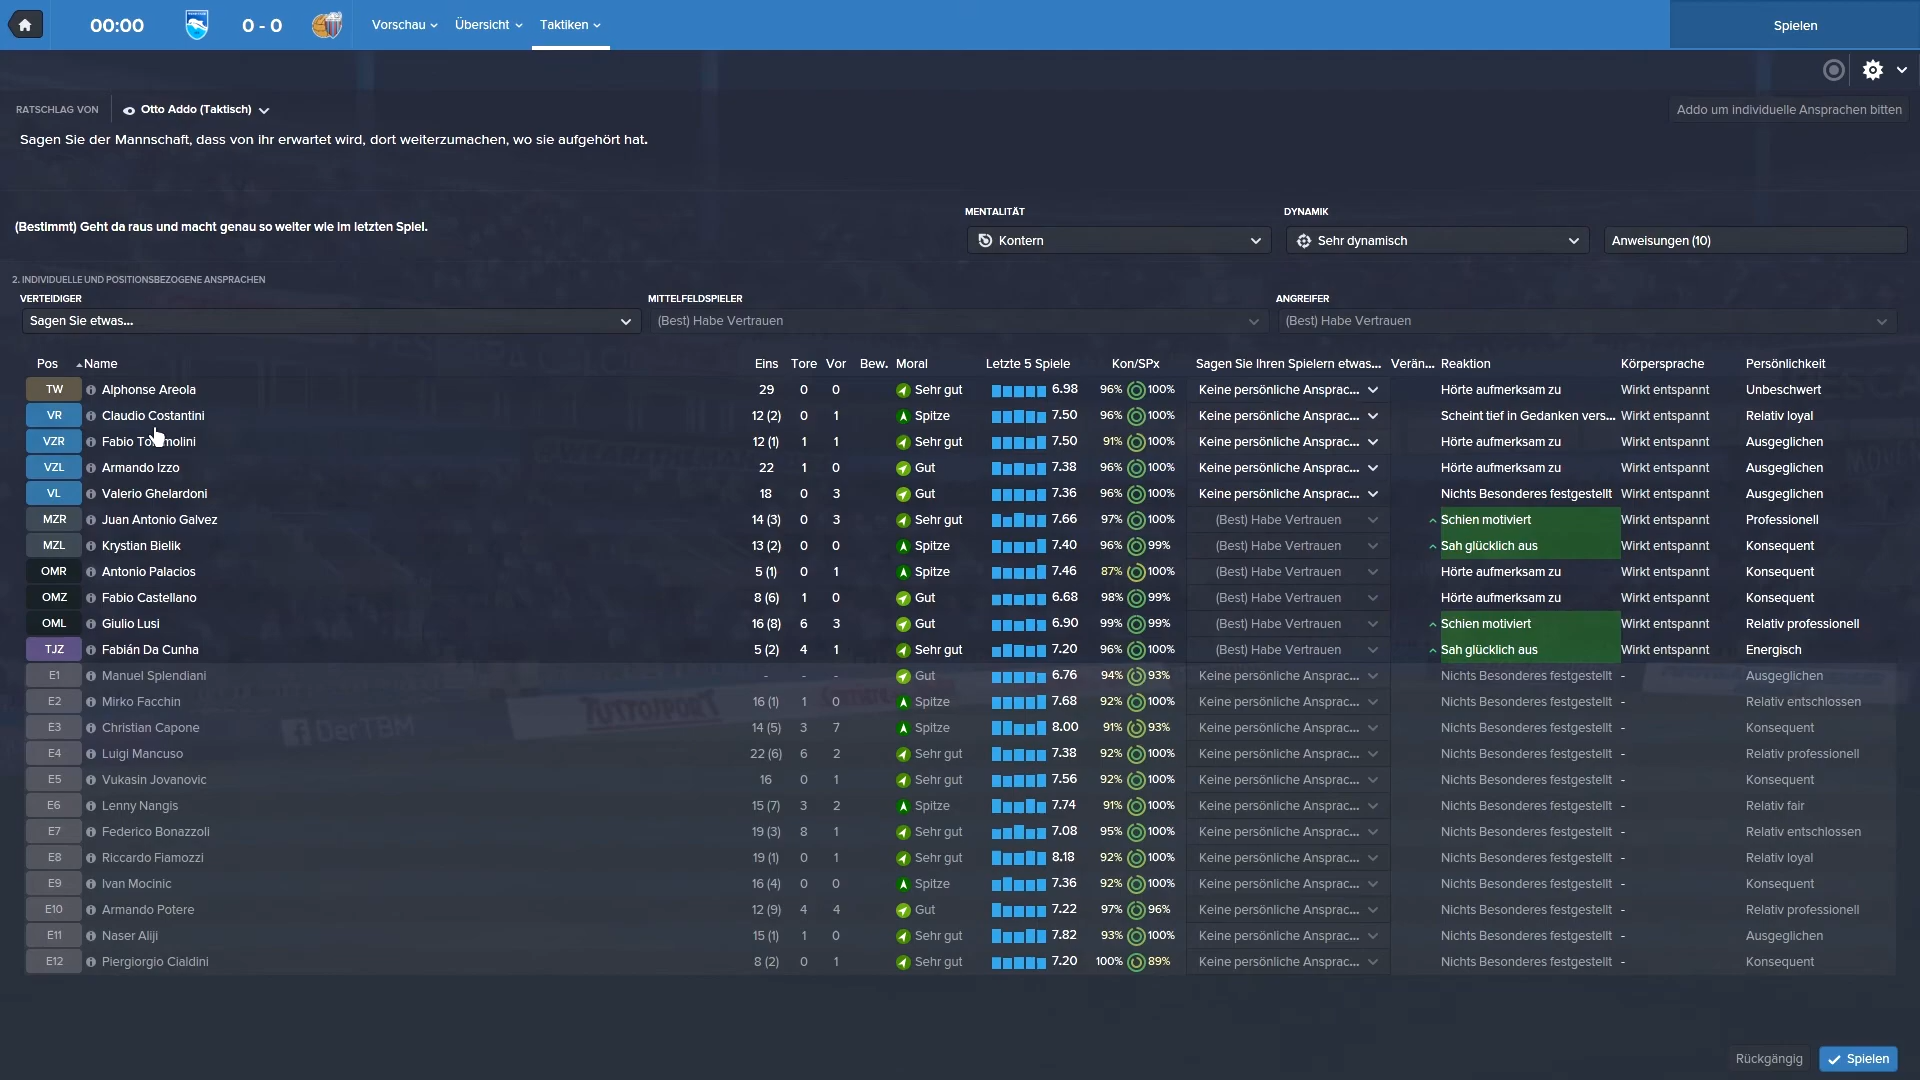 00:00 0 - 0 Vorschau Übersicht Taktiken Spielen
RATSCHLAG VON Otto Addo (Taktisch) Addo um individuelle Ansprachen bitten
Sagen Sie der Mannschaft, dass von ihr erwartet wird, dort weiterzumachen, wo sie aufgehört hat.
MENTALITÄT DYNAMIK
(Bestimmt) Geht da raus und macht genau so weiter wie im letzten Spiel.
Kontern Sehr dynamisch Anweisungen (10)
2. INDIVIDUELLE UND POSITIONSBEZOGENE ANSPRACHEN
VERTEIDIGER MITTELFELDSPIELER ANGREIFER
Sagen Sie etwas... (Best) Habe Vertrauen (Best) Habe Vertrauen
Pos Name Eins Tore Vor Bew. Moral Letzte 5 Spiele Kon/SPx Sagen Sie Ihren Spielern etwas... Verän... Reaktion Körpersprache Persönlichkeit
TW Alphonse Areola 29 0 0 Sehr gut 6.98 96% 100% Keine persönliche Ansprac... Hörte aufmerksam zu Wirkt entspannt Unbeschwert
VR Claudio Costantini 12 (2) 0 1 Spitze 7.50 96% 100% Keine persönliche Ansprac... Scheint tief in Gedanken vers... Wirkt entspannt Relativ loyal
VZR Fabio 12 (1) 1 1 Sehr gut 7.50 91% 100% Keine persönliche Ansprac... Hörte aufmerksam zu Wirkt entspannt Ausgeglichen
VZL Armando Izzo 22 1 0 Gut 7.38 96% 100% Keine persönliche Ansprac... Hörte aufmerksam zu Wirkt entspannt Ausgeglichen
VL Valerio Ghelardoni 18 0 3 Gut 7.36 96% 100% Keine persönliche Ansprac... Nichts Besonderes festgestellt Wirkt entspannt Ausgeglichen
MZR Juan Antonio Galvez 14 (3) 0 3 Sehr gut 7.66 97% 100% (Best) Habe Vertrauen Schien motiviert Wirkt entspannt Professionell
MZL Krystian Bielik 13 (2) 0 0 Spitze 7.40 96% 99% (Best) Habe Vertrauen Sah glücklich aus Wirkt entspannt Konsequent
OMR Antonio Palacios 5 (1) 0 1 Spitze 7.46 87% 100% (Best) Habe Vertrauen Hörte aufmerksam zu Wirkt entspannt Konsequent
OMZ Fabio Castellano 8 (6) 1 0 Gut 6.68 98% 99% (Best) Habe Vertrauen Hörte aufmerksam zu Wirkt entspannt Konsequent
OML Giulio Lusi 16 (8) 6 3 Gut 6.90 99% 99% (Best) Habe Vertrauen Schien motiviert Wirkt entspannt Relativ professionell
TJZ Fabián Da Cunha 5 (2) 4 1 Sehr gut 7.20 96% 100% (Best) Habe Vertrauen Sah glücklich aus Wirkt entspannt Energisch
E1 Manuel Splendiani - - - Gut 6.76 94% 93% Keine persönliche Ansprac... Nichts Besonderes festgestellt - Ausgeglichen
E2 Mirko Facchin 16 (1) 1 0 Spitze 7.68 92% 100% Keine persönliche Ansprac... Nichts Besonderes festgestellt - Relativ entschlossen
E3 Christian Capone 14 (5) 3 7 Spitze 8.00 91% 93% Keine persönliche Ansprac... Nichts Besonderes festgestellt - Konsequent
E4 Luigi Mancuso 22 (6) 6 2 Sehr gut 7.38 92% 100% Keine persönliche Ansprac... Nichts Besonderes festgestellt - Relativ professionell
E5 Vukasin Jovanovic 16 0 1 Sehr gut 7.56 92% 100% Keine persönliche Ansprac... Nichts Besonderes festgestellt - Konsequent
E6 Lenny Nangis 15 (7) 3 2 Spitze 7.74 91% 100% Keine persönliche Ansprac... Nichts Besonderes festgestellt - Relativ fair
E7 Federico Bonazzoli 19 (3) 8 1 Sehr gut 7.08 95% 100% Keine persönliche Ansprac... Nichts Besonderes festgestellt - Relativ entschlossen
E8 Riccardo Fiamozzi 19 (1) 0 1 Sehr gut 8.18 92% 100% Keine persönliche Ansprac... Nichts Besonderes festgestellt - Relativ loyal
E9 Ivan Mocinic 16 (4) 0 0 Spitze 7.36 92% 100% Keine persönliche Ansprac... Nichts Besonderes festgestellt - Konsequent
E10 Armando Potere 12 (9) 4 4 Gut 7.22 97% 96% Keine persönliche Ansprac... Nichts Besonderes festgestellt - Relativ professionell
E11 Naser Aliji 15 (1) 1 0 Sehr gut 7.82 93% 100% Keine persönliche Ansprac... Nichts Besonderes festgestellt - Ausgeglichen
E12 Piergiorgio Cialdini 8 (2) 0 1 Sehr gut 7.20 100% 89% Keine persönliche Ansprac... Nichts Besonderes festgestellt - Konsequent
TUTTOSPORT
DerTBM
Rückgängig Spielen